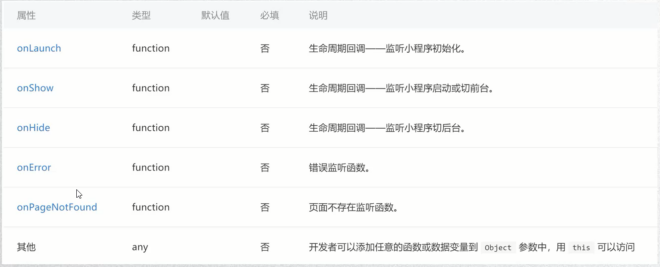 属性 类型 默认值 必填 说明
onLaunch function 否 生命周期回调——监听小程序初始化。
onShow function 否 生命周期回调——监听小程序启动或切前台。
onHide function 否 生命周期回调——监听小程序切后台。
onError function 否 错误监听函数。
onPageNotFound function 否 页面不存在监听函数。
其他 any 否 开发者可以添加任意的函数或数据变量到 Object 参数中，用 this 可以访问